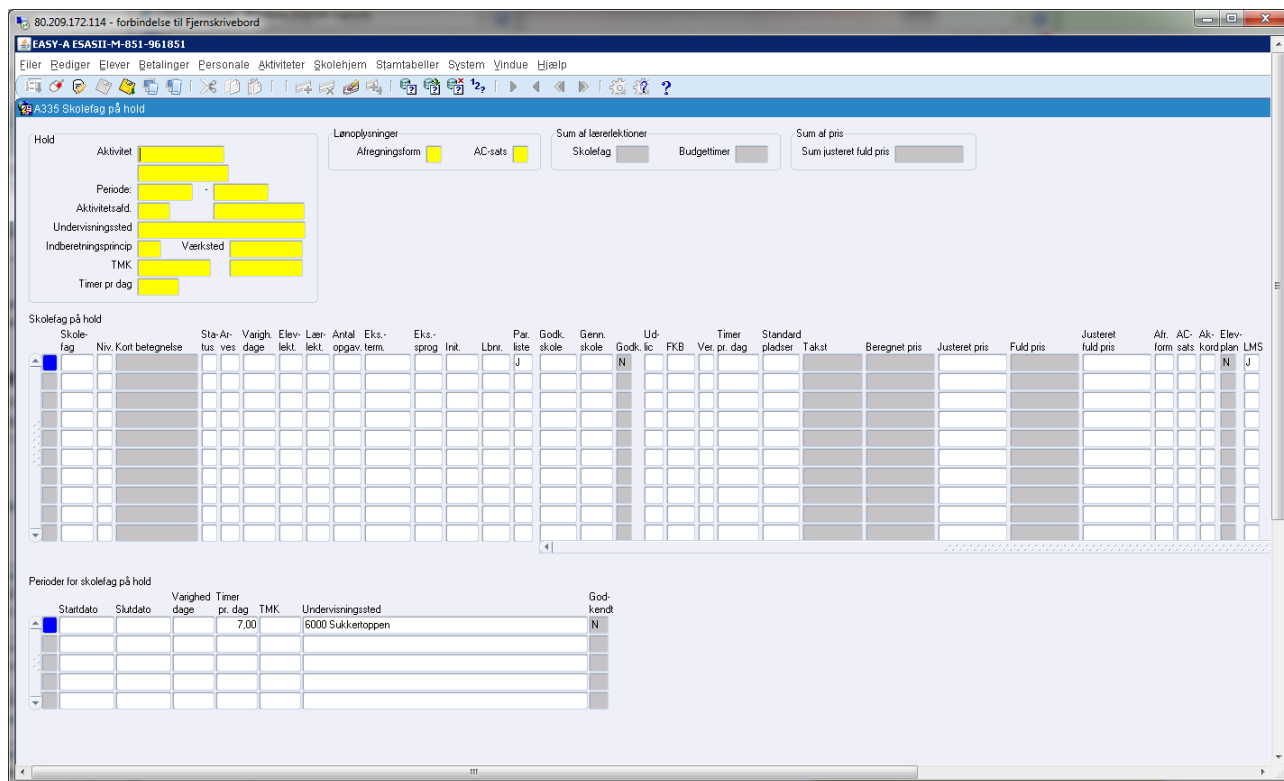 80.209.172.114 - forbindelse til Fjernskrivebord
EASY-A ESASII-M-851-961851
Filer Rediger Elever Betalinger Personale Aktiviteter Skolehjem Stamtabeller System Vindue Hjælp
A335 Skolefag på hold
Hold
Aktivitet
Periode: -
Aktivitetsafd.
Undervisningssted
Indberetningsprincip Værksted
TMK
Timer pr dag
Lønoplysninger
Afregningsform AC-sats
Sum af lærerlektioner
Skolefag Budgettimer
Sum af pris
Sum justeret fuld pris
Skolefag på hold
Skole- Sta- Ar- Varigh. Elev- Lær- Antal Eks.- Eks.- Par. Godk. Genn. Ud- Timer Standard Justeret Afr. AC- Ak- Elev-
fag Niv. Kort betegnelse tus ves dage lekt. lekt. opgav. term. sprog Init. Lbnr. liste skole skole Godk. lic FKB Ver. pr. dag pladser Takst Beregnet pris Justeret pris Fuld pris fuld pris form sats kord plan LMS
J N N J
Perioder for skolefag på hold
Varighed Timer God-
Startdato Slutdato dage pr. dag TMK Undervisningssted kendt
7,00 6000 Sukkertoppen N